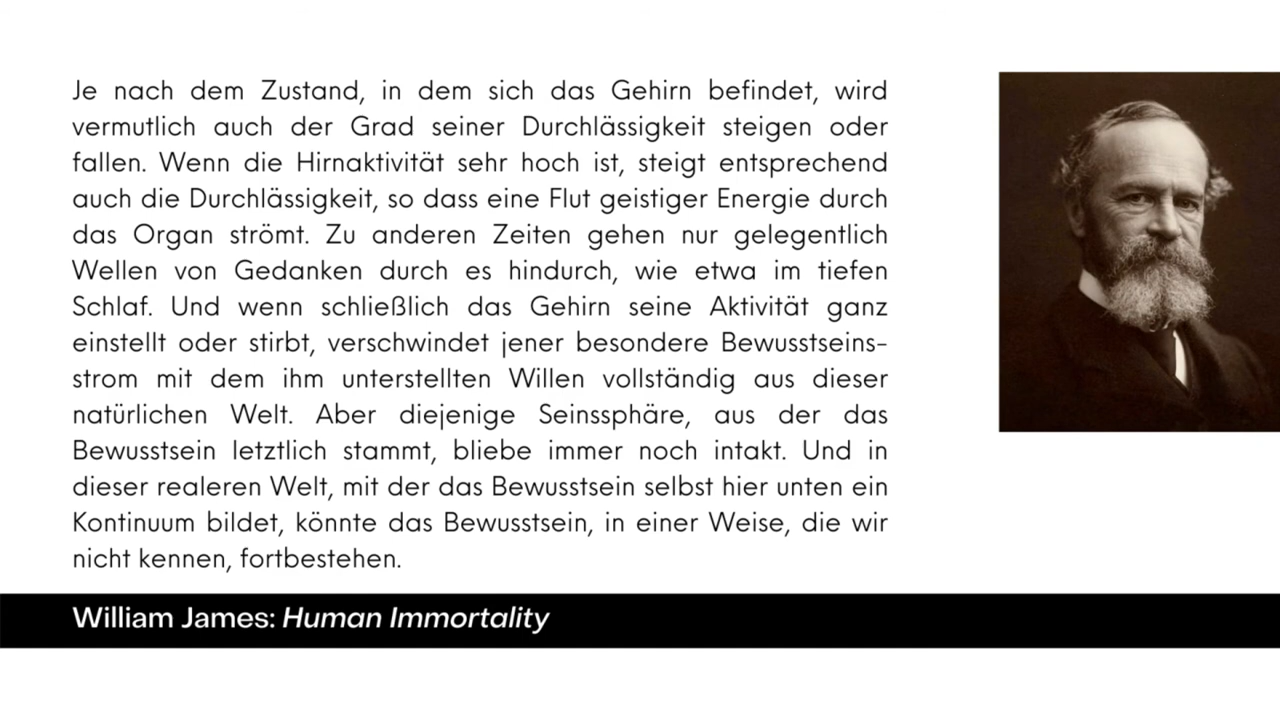 Je nach dem Zustand, in dem sich das Gehirn befindet, wird
vermutlich auch der Grad seiner Durchlässigkeit steigen oder
fallen. Wenn die Hirnaktivität sehr hoch ist, steigt entsprechend
auch die Durchlässigkeit, so dass eine Flut geistiger Energie durch
das Organ strömt. Zu anderen Zeiten gehen nur gelegentlich
Wellen von Gedanken durch es hindurch, wie etwa im tiefen
Schlaf. Und wenn schließlich das Gehirn seine Aktivität ganz
einstellt oder stirbt, verschwindet jener besondere Bewusstseins-
strom mit dem ihm unterstellten Willen vollständig aus dieser
natürlichen Welt. Aber diejenige Seinssphäre, aus der das
Bewusstsein letztlich stammt, bliebe immer noch intakt. Und in
dieser realeren Welt, mit der das Bewusstsein selbst hier unten ein
Kontinuum bildet, könnte das Bewusstsein, in einer Weise, die wir
nicht kennen, fortbestehen.
William James: Human Immortality